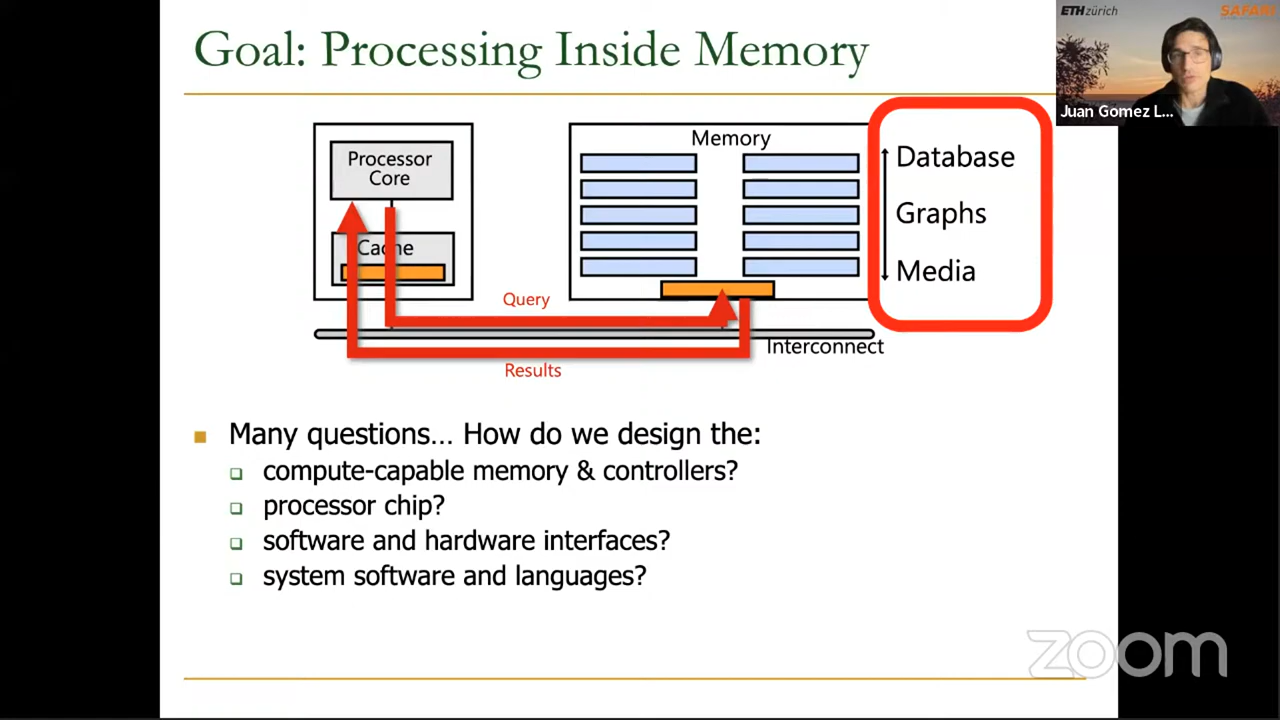 Goal: Processing Inside Memory
ETHzürich
SAFARI
Juan Gomez L...
Processor
Core
Cache
Memory
Database
Graphs
Media
Query
Interconnect
Results
Many questions… How do we design the:
compute-capable memory & controllers?
processor chip?
software and hardware interfaces?
system software and languages?
zoom